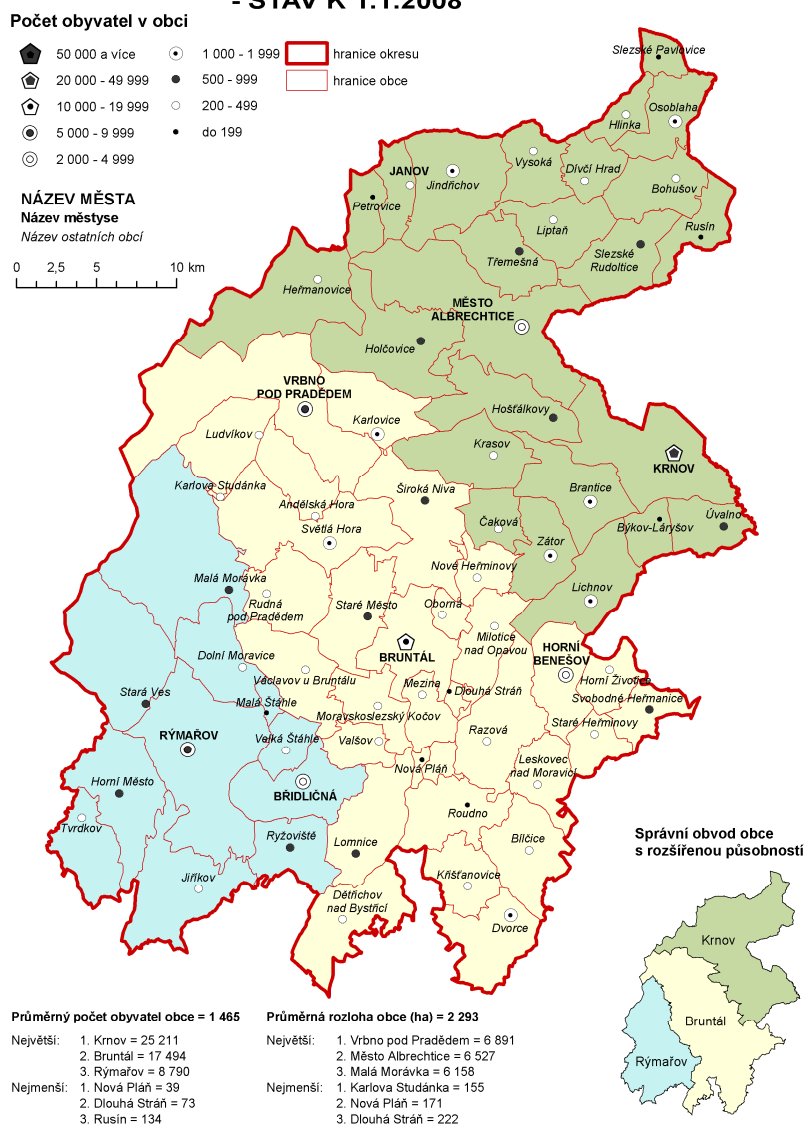 - STAV K 1.1.2008
Počet obyvatel v obci
50 000 a více
20 000 - 49 999
10 000 - 19 999
5 000 - 9 999
2 000 - 4 999
1 000 - 1 999
500 - 999
200 - 499
do 199
hranice okresu
hranice obce
NÁZEV MĚSTA
Název městyse
Název ostatních obcí
0 2,5 5 10 km
Slezské Pavlovice
Osoblaha
Hlinka
Vysoká
Dívčí Hrad
Bohušov
JANOV
Jindřichov
Petrovice
Liptaň
Rusín
Třemešná
Slezské
Rudoltice
Heřmanovice
MĚSTO
ALBRECHTICE
Holčovice
VRBNO
POD PRADĚDEM
Hošťálkovy
Karlovice
Ludvíkov
Krasov
KRNOV
Karlova Studánka
Široká Niva
Brantice
Andělská Hora
Světlá Hora
Čaková
Zátor
Býkov-Láryšov
Úvalno
Nové Heřminovy
Malá Morávka
Rudná
pod Pradědem
Staré Město
Oborná
Lichnov
Milotice
nad Opavou
Dolní Moravice
BRUNTÁL
HORNÍ
BENEŠOV
Horní Životice
Václavov u Bruntálu
Mezina
Dlouhá Stráň
Svobodné Heřmanice
Stará Ves
Malá Štáhle
Moravskoslezský Kočov
Staré Heřminovy
RÝMAŘOV
Velká Štáhle
Valšov
Razová
Leskovec
nad Moravicí
Nová Pláň
Horní Město
BŘIDLIČNÁ
Roudno
Tvrdkov
Ryžoviště
Lomnice
Bílčice
Jiříkov
Křišťanovice
Dětřichov
nad Bystřicí
Dvorce
Správní obvod obce
s rozšířenou působností
Krnov
Bruntál
Rýmařov
Průměrný počet obyvatel obce = 1 465
Největší: 1. Krnov = 25 211
2. Bruntál = 17 494
3. Rýmařov = 8 790
Nejmenší: 1. Nová Pláň = 39
2. Dlouhá Stráň = 73
3. Rusín = 134
Průměrná rozloha obce (ha) = 2 293
Největší: 1. Vrbno pod Pradědem = 6 891
2. Město Albrechtice = 6 527
3. Malá Morávka = 6 158
Nejmenší: 1. Karlova Studánka = 155
2. Nová Pláň = 171
3. Dlouhá Stráň = 222